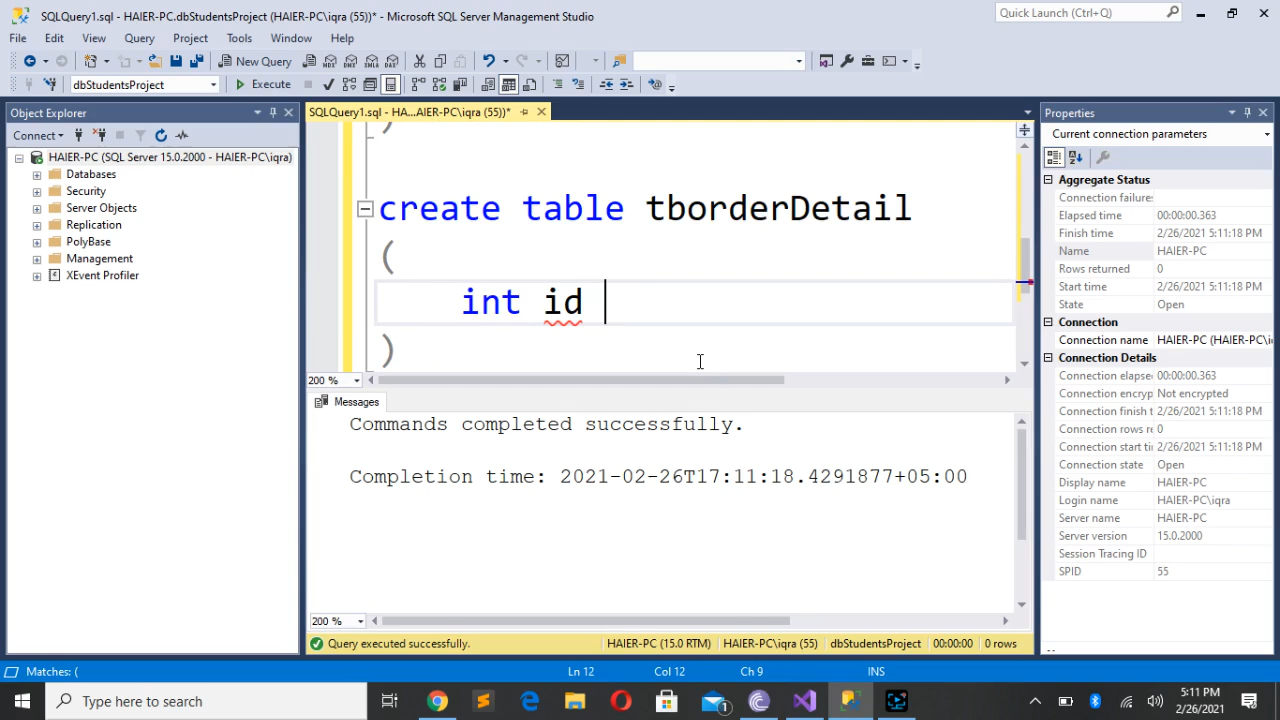 SQLQuery1.sql - HAIER-PC.dbStudentsProject (HAIER-PC\iqra (55))* - Microsoft SQL Server Management Studio
Quick Launch (Ctrl+Q)
File Edit View Query Project Tools Window Help
New Query
dbStudentsProject
Execute
Object Explorer
Connect
HAIER-PC (SQL Server 15.0.2000 - HAIER-PC\iqra)
Databases
Security
Server Objects
Replication
PolyBase
Management
XEvent Profiler
SQLQuery1.sql - HA...AIER-PC\iqra (55))*
)
create table tborderDetail
(
int id
)
200 %
Messages
Commands completed successfully.
Completion time: 2021-02-26T17:11:18.4291877+05:00
200 %
Query executed successfully.
HAIER-PC (15.0 RTM)
HAIER-PC\iqra (55)
dbStudentsProject
00:00:00
0 rows
Properties
Current connection parameters
Aggregate Status
Connection failures
Elapsed time 00:00:00.363
Finish time 2/26/2021 5:11:18 PM
Name HAIER-PC
Rows returned 0
Start time 2/26/2021 5:11:18 PM
State Open
Connection
Connection name HAIER-PC (HAIER-PC\i
Connection Details
Connection elapse 00:00:00.363
Connection encryp Not encrypted
Connection finish t 2/26/2021 5:11:18 PM
Connection rows re 0
Connection start ti 2/26/2021 5:11:18 PM
Connection state Open
Display name HAIER-PC
Login name HAIER-PC\iqra
Server name HAIER-PC
Server version 15.0.2000
Session Tracing ID
SPID 55
Matches: (
Ln 12
Col 12
Ch 9
INS
Type here to search
5:11 PM
2/26/2021